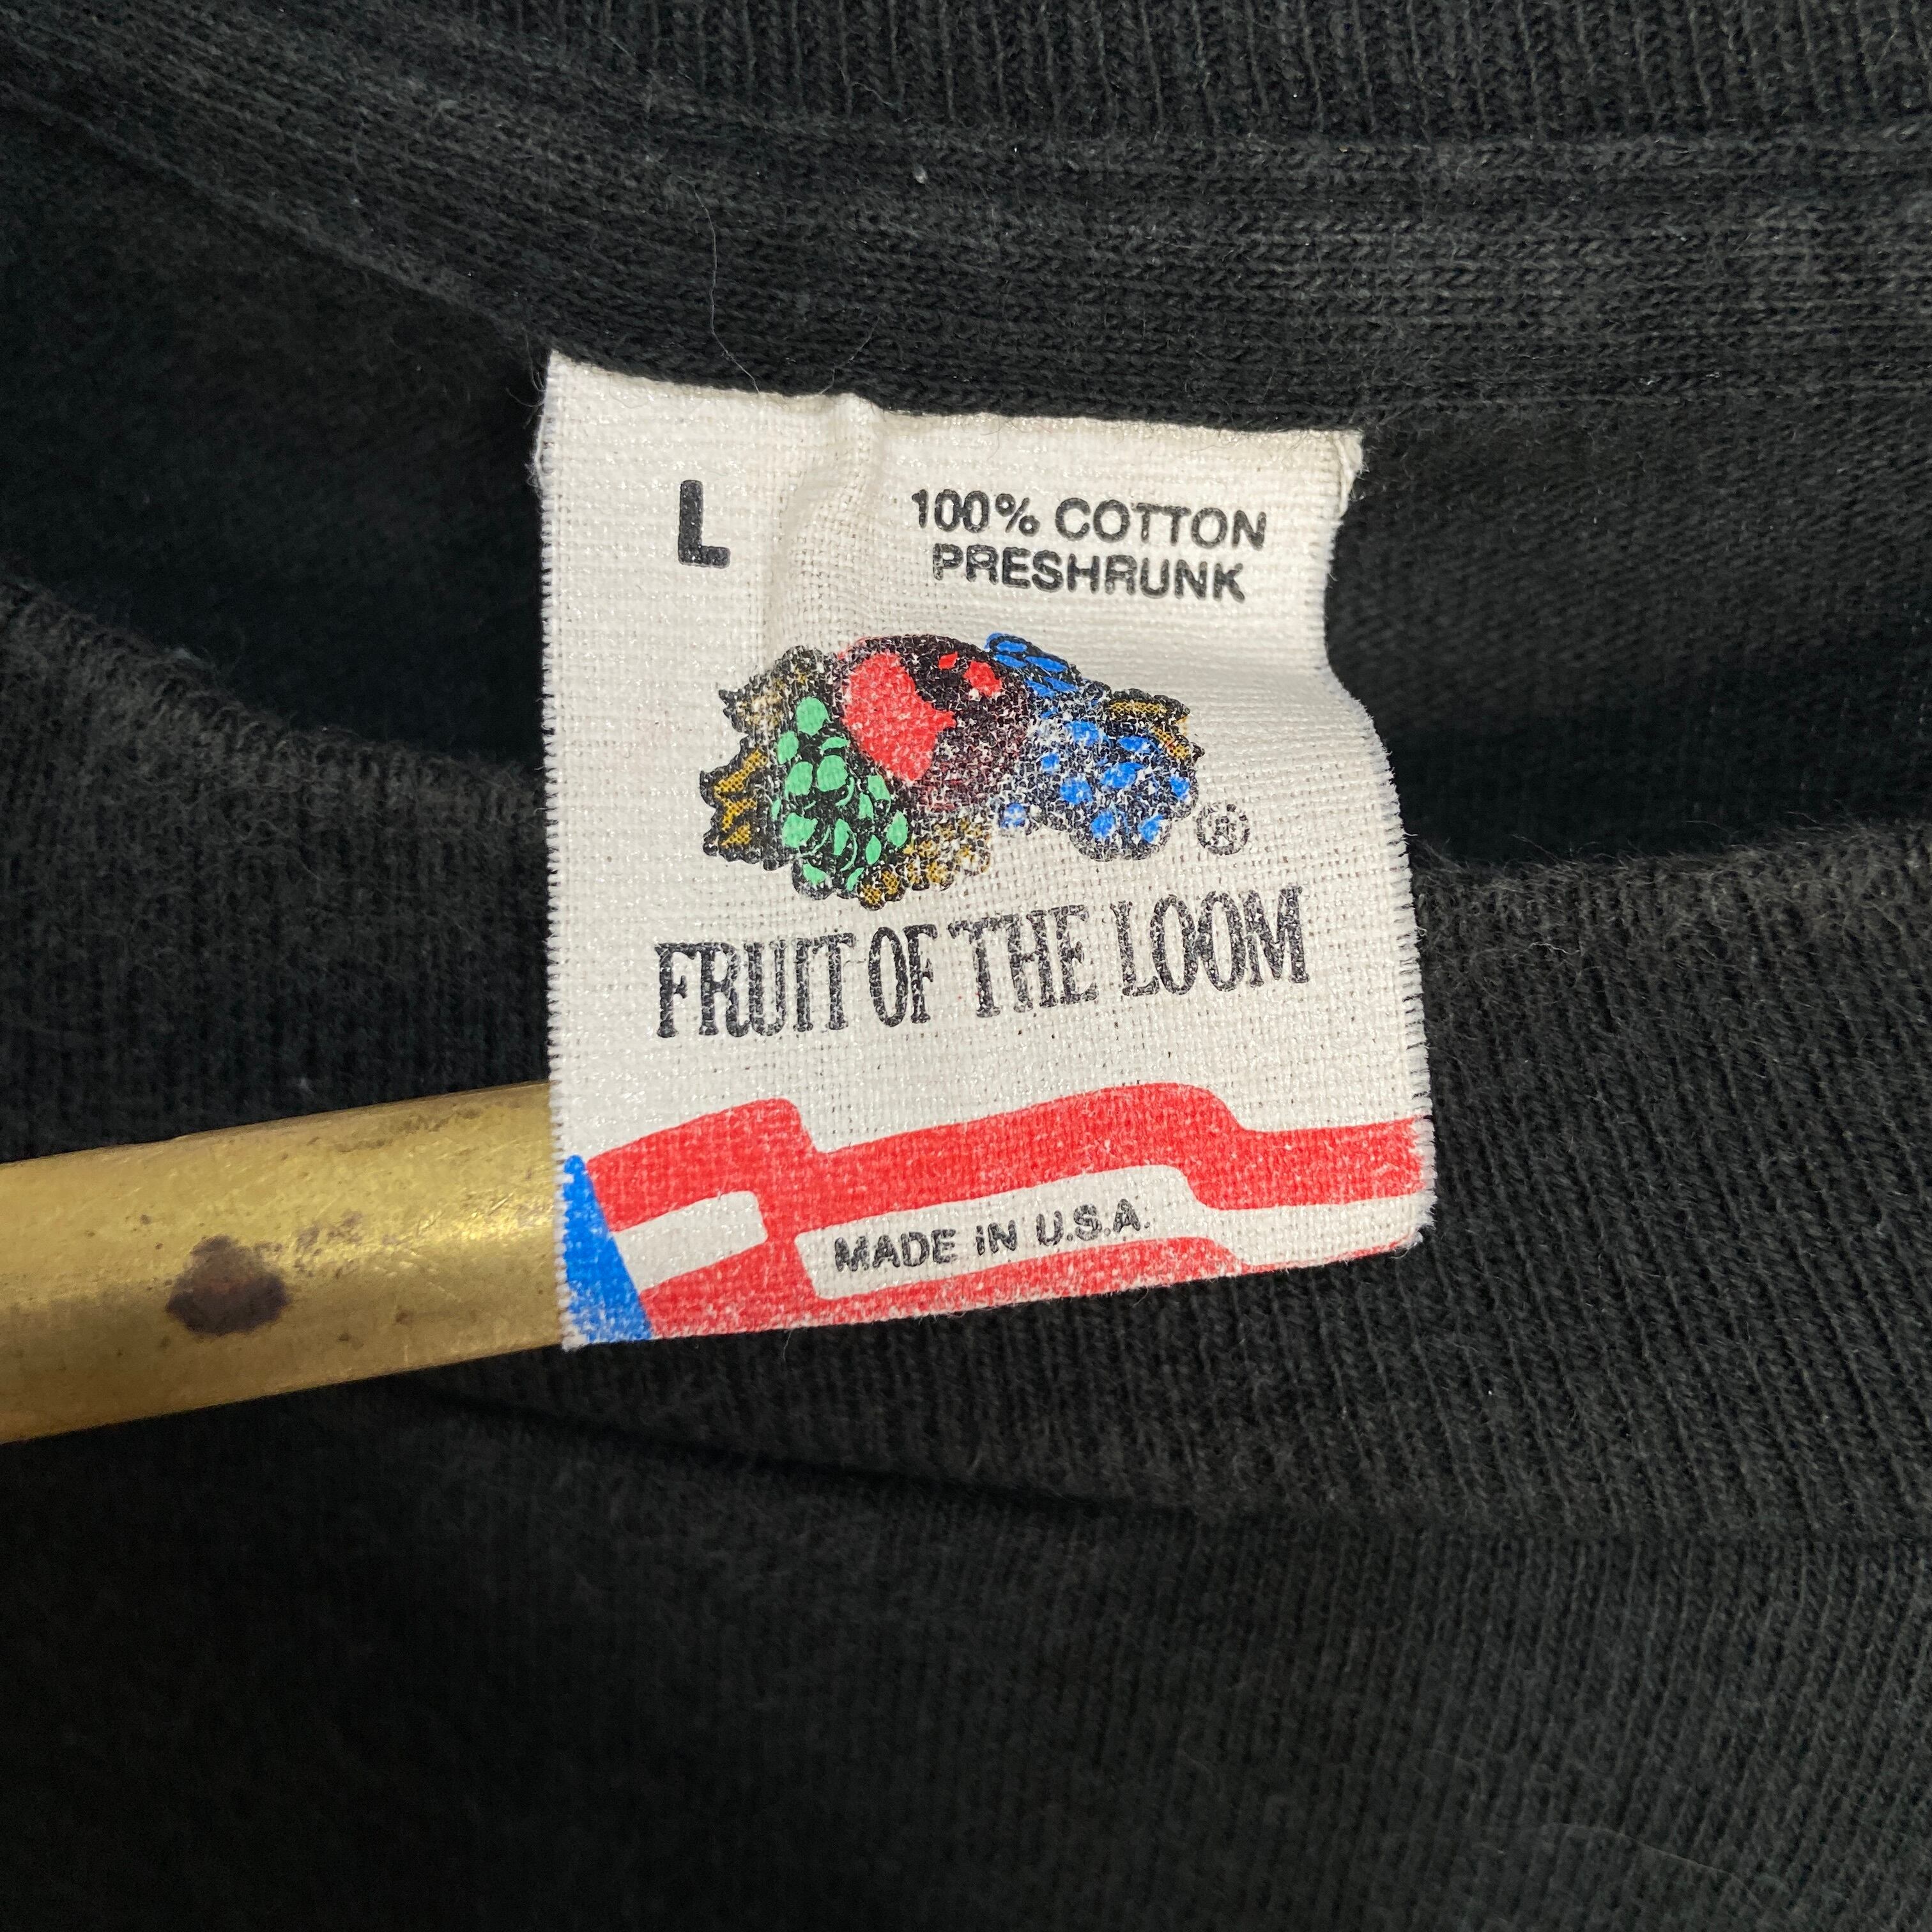 L
100% COTTON
PRESHRUNK
®
FRUIT OF THE LOOM
MADE IN U.S.A.